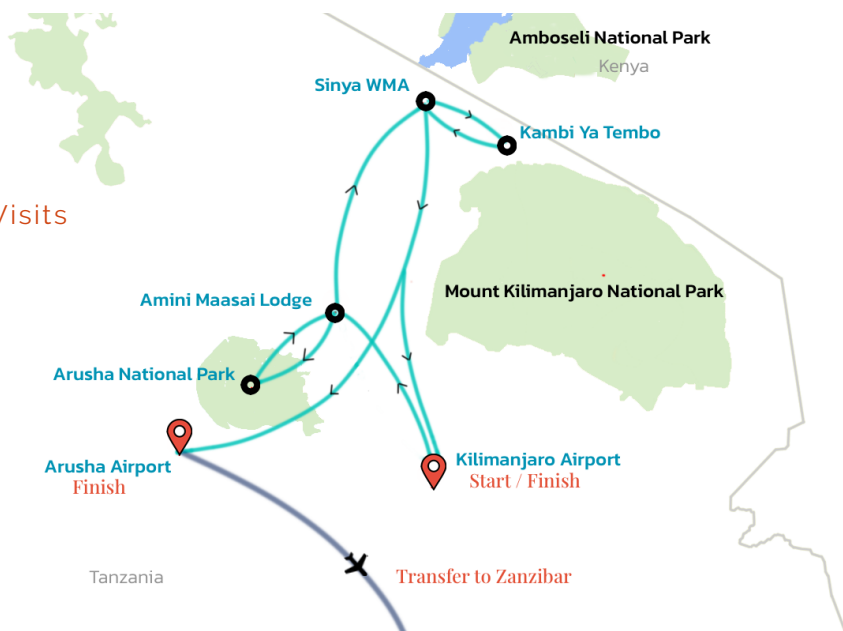 Amboseli National Park
Kenya
Sinya WMA
Kambi Ya Tembo
Visits
Mount Kilimanjaro National Park
Amini Maasai Lodge
Arusha National Park
Arusha Airport
Finish
Kilimanjaro Airport
Start / Finish
Tanzania
Transfer to Zanzibar